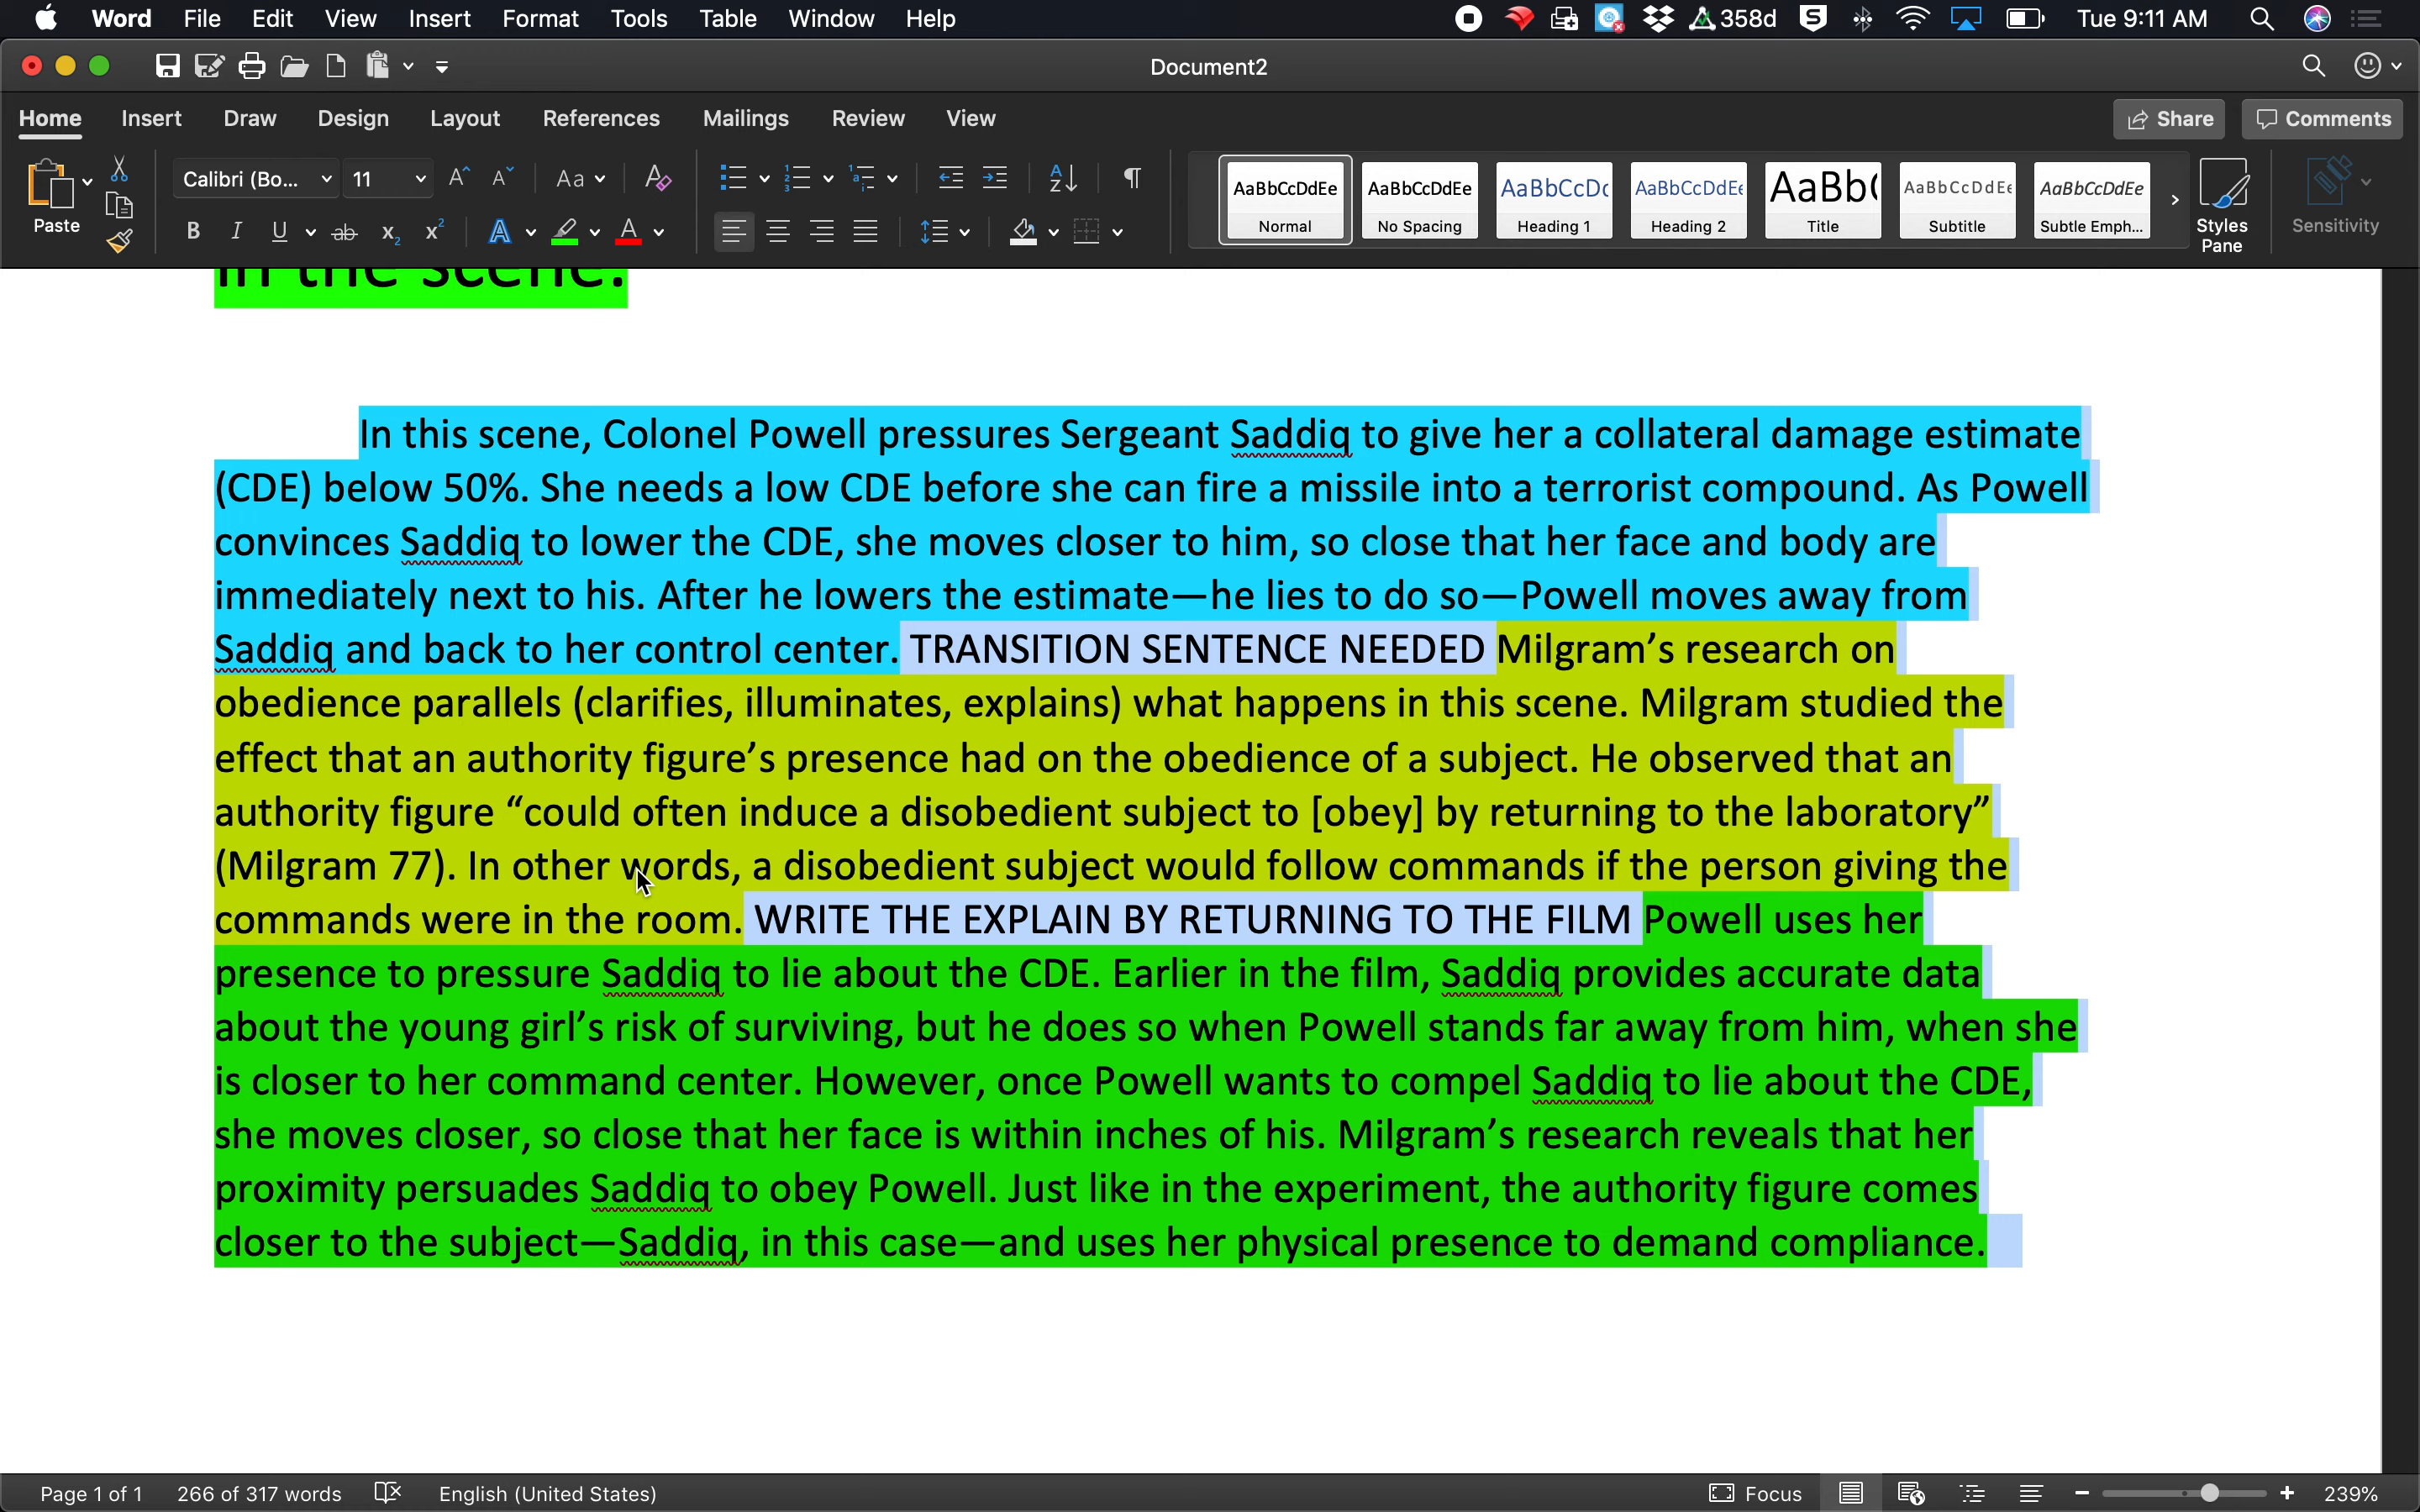 Word File Edit View Insert Format Tools Table Window Help 358d Tue 9:11 AM
Document2
Home Insert Draw Design Layout References Mailings Review View Share Comments
Paste Calibri (Bo... 11 Aa
AaBbCcDdEe AaBbCcDdEe AaBbCcDc AaBbCcDdEe AaBb( AaBbCcDdEe AaBbCcDdEe
Normal No Spacing Heading 1 Heading 2 Title Subtitle Subtle Emph... Styles Pane Sensitivity
in the scene.
In this scene, Colonel Powell pressures Sergeant Saddiq to give her a collateral damage estimate
(CDE) below 50%. She needs a low CDE before she can fire a missile into a terrorist compound. As Powell
convinces Saddiq to lower the CDE, she moves closer to him, so close that her face and body are
immediately next to his. After he lowers the estimate—he lies to do so—Powell moves away from
Saddiq and back to her control center. TRANSITION SENTENCE NEEDED Milgram’s research on
obedience parallels (clarifies, illuminates, explains) what happens in this scene. Milgram studied the
effect that an authority figure’s presence had on the obedience of a subject. He observed that an
authority figure “could often induce a disobedient subject to [obey] by returning to the laboratory”
(Milgram 77). In other words, a disobedient subject would follow commands if the person giving the
commands were in the room. WRITE THE EXPLAIN BY RETURNING TO THE FILM Powell uses her
presence to pressure Saddiq to lie about the CDE. Earlier in the film, Saddiq provides accurate data
about the young girl’s risk of surviving, but he does so when Powell stands far away from him, when she
is closer to her command center. However, once Powell wants to compel Saddiq to lie about the CDE,
she moves closer, so close that her face is within inches of his. Milgram’s research reveals that her
proximity persuades Saddiq to obey Powell. Just like in the experiment, the authority figure comes
closer to the subject—Saddiq, in this case—and uses her physical presence to demand compliance.
Page 1 of 1 266 of 317 words English (United States) Focus 239%